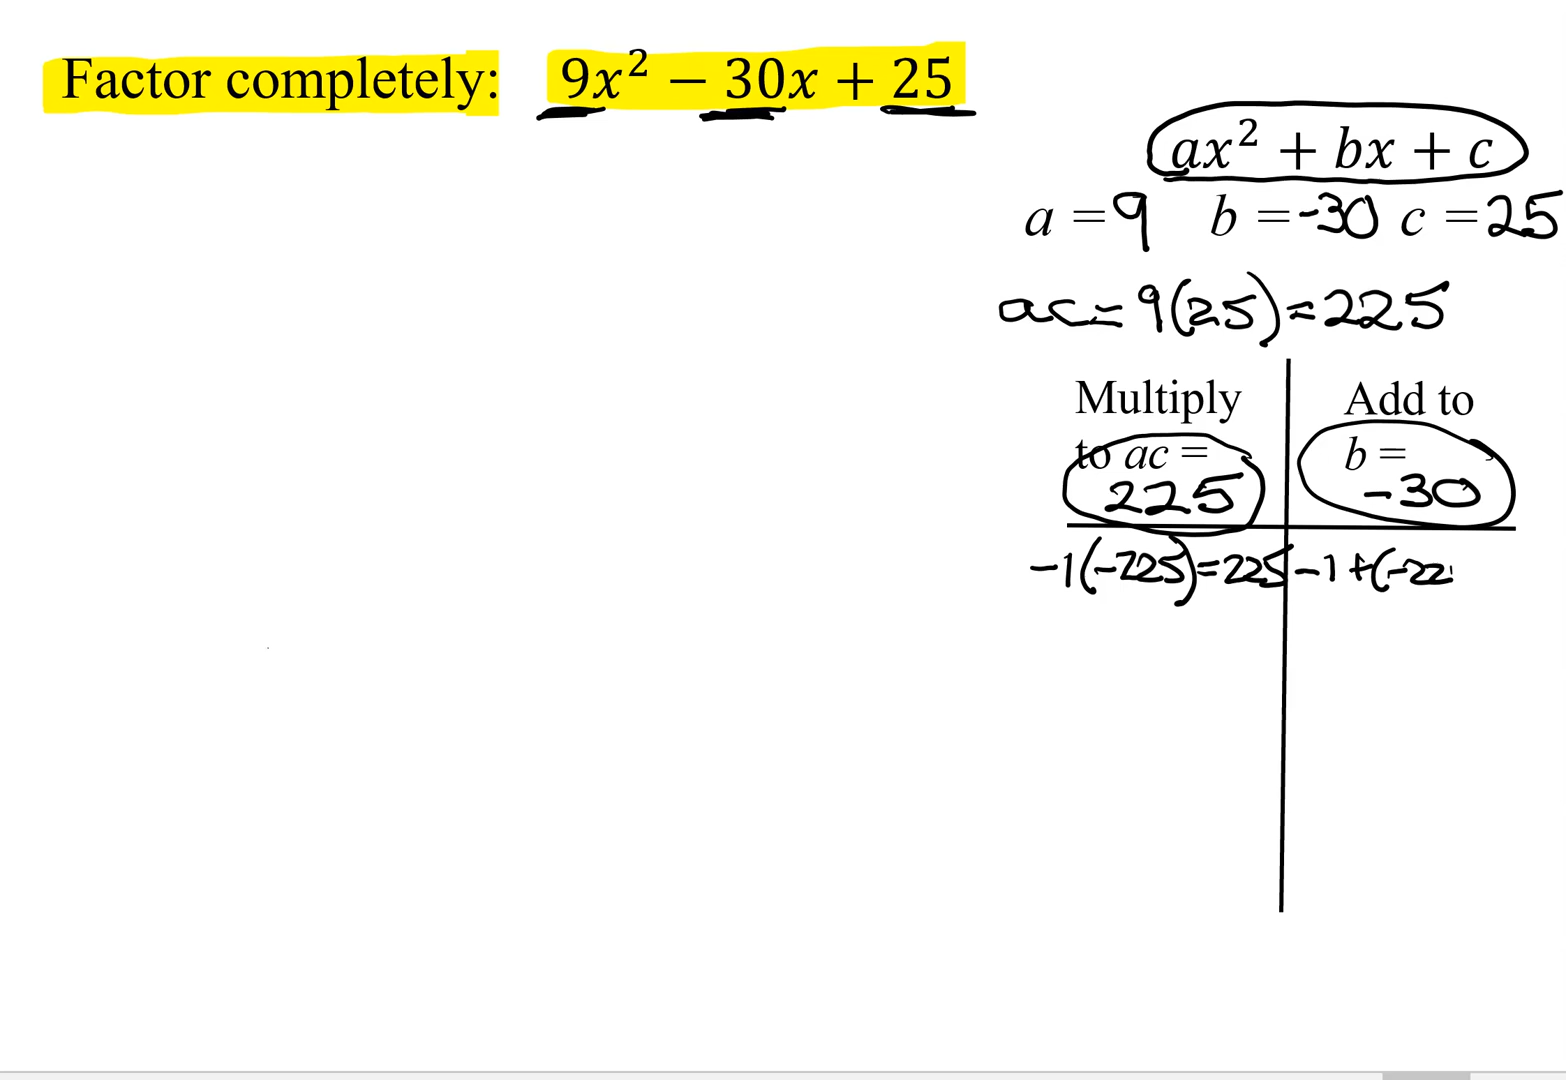 Factor completely: 9x² − 30x + 25
ax² + bx + c
a = 9 b = -30 c = 25
ac = 9(25) = 225
Multiply to ac = 225
Add to b = -30
-1(-225) = 225
-1 + (-22